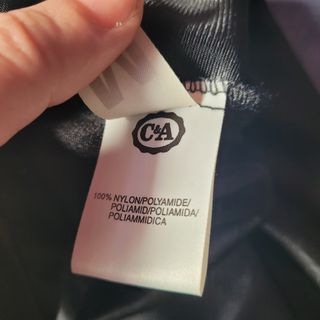 C&A
100% NYLON/POLYAMIDE/
POLIAMID/POLIAMIDA/
POLIAMMIDICA